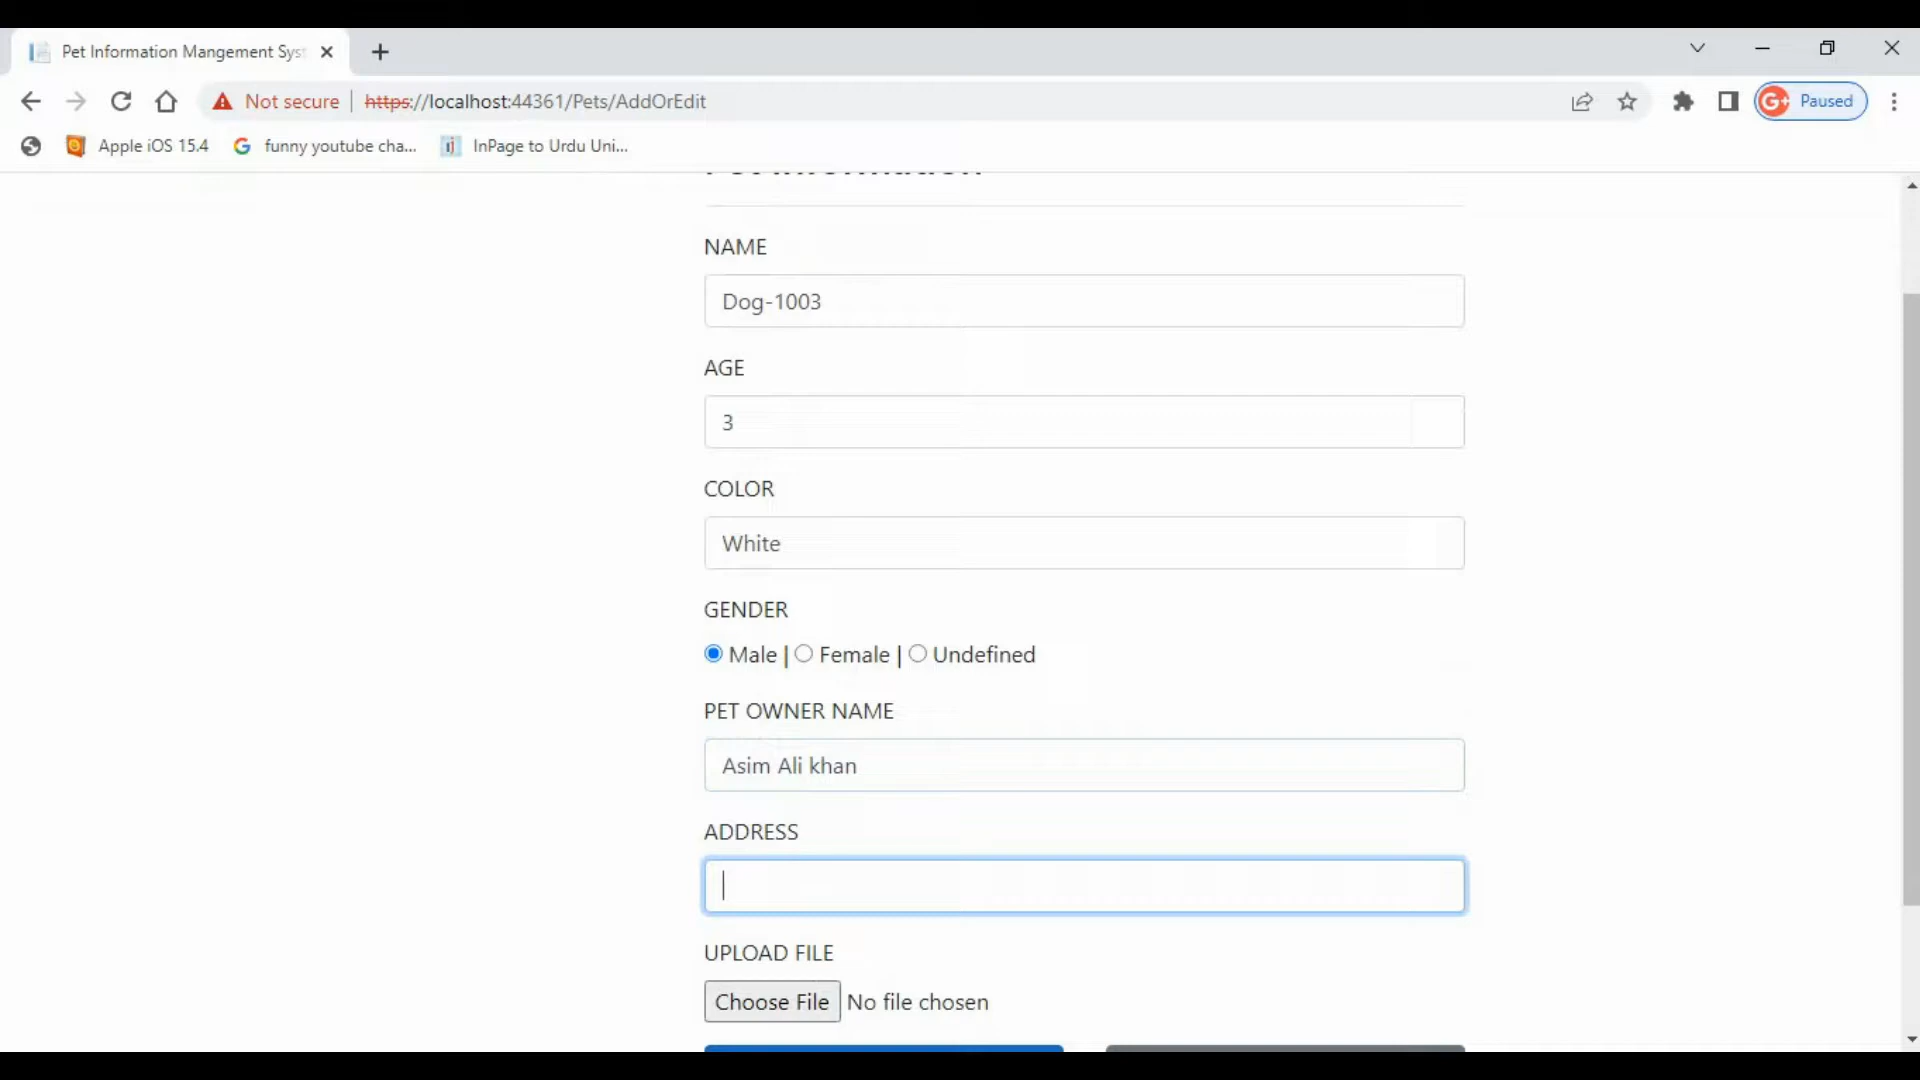 Pet Information Mangement Sys
Not secure https://localhost:44361/Pets/AddOrEdit
G+ Paused
Apple iOS 15.4 funny youtube cha... InPage to Urdu Uni...
Pet Information
NAME
Dog-1003
AGE
3
COLOR
White
GENDER
Male | Female | Undefined
PET OWNER NAME
Asim Ali khan
ADDRESS
UPLOAD FILE
Choose File No file chosen